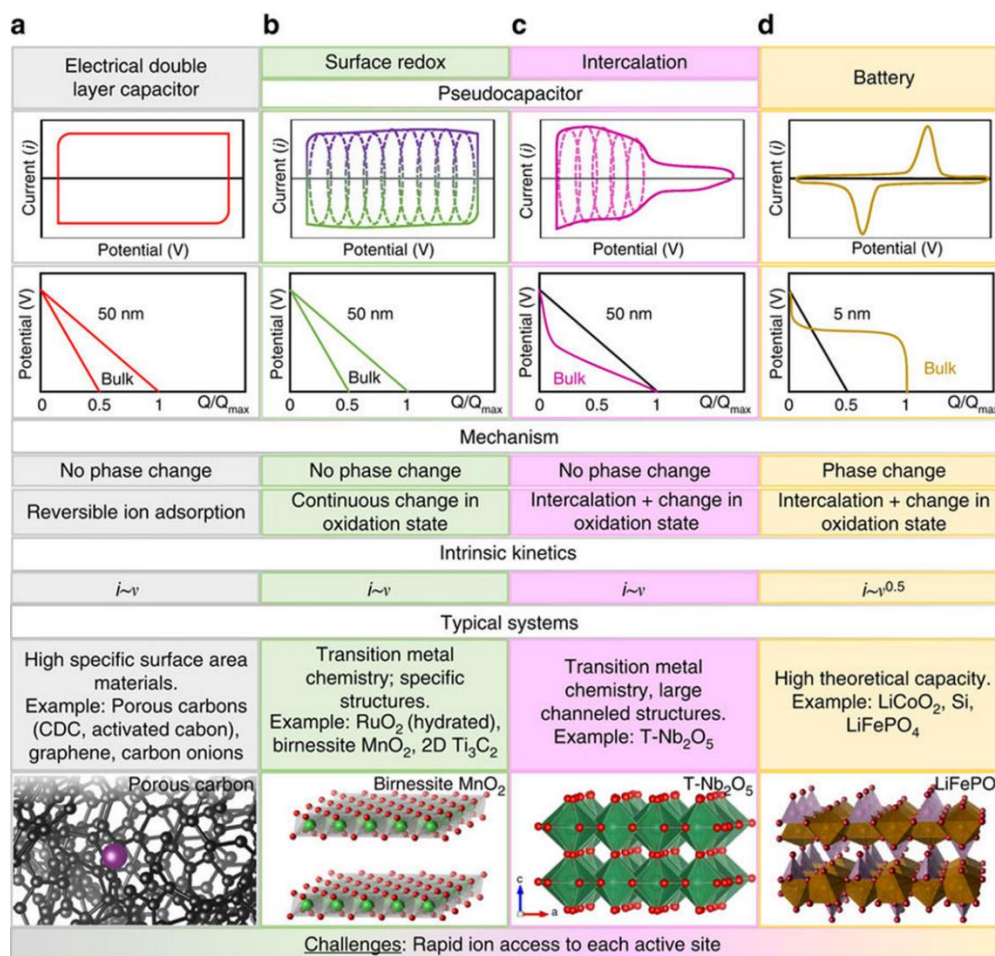 a
b
c
d
Electrical double
layer capacitor
Surface redox
Intercalation
Pseudocapacitor
Battery
Current (i)
Potential (V)
Current (i)
Potential (V)
Current (i)
Potential (V)
Current (i)
Potential (V)
Potential (V)
50 nm
Bulk
0 0.5 1 Q/Qmax
Potential (V)
50 nm
Bulk
0 0.5 1 Q/Qmax
Potential (V)
50 nm
Bulk
0 0.5 1 Q/Qmax
Potential (V)
5 nm
Bulk
0 0.5 1 Q/Qmax
Mechanism
No phase change
No phase change
No phase change
Phase change
Reversible ion adsorption
Continuous change in
oxidation state
Intercalation + change in
oxidation state
Intercalation + change in
oxidation state
Intrinsic kinetics
i~v
i~v
i~v
i~v^0.5
Typical systems
High specific surface area
materials.
Example: Porous carbons
(CDC, activated cabon),
graphene, carbon onions
Transition metal
chemistry; specific
structures.
Example: RuO₂ (hydrated),
birnessite MnO₂, 2D Ti₃C₂
Transition metal
chemistry, large
channeled structures.
Example: T-Nb₂O₅
High theoretical capacity.
Example: LiCoO₂, Si,
LiFePO₄
Porous carbon
Birnessite MnO₂
T-Nb₂O₅
c
a
LiFePO
Challenges: Rapid ion access to each active site